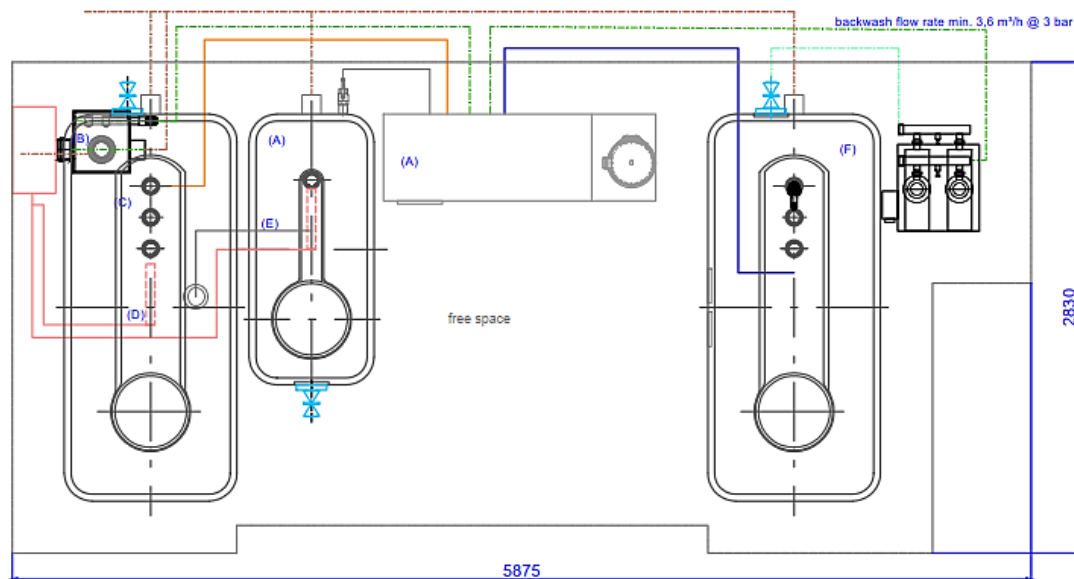 backwash flow rate min. 3,6 m³/h @ 3 bar
(B)
(A)
(A)
(F)
(C)
(E)
(D)
free space
2830
5875